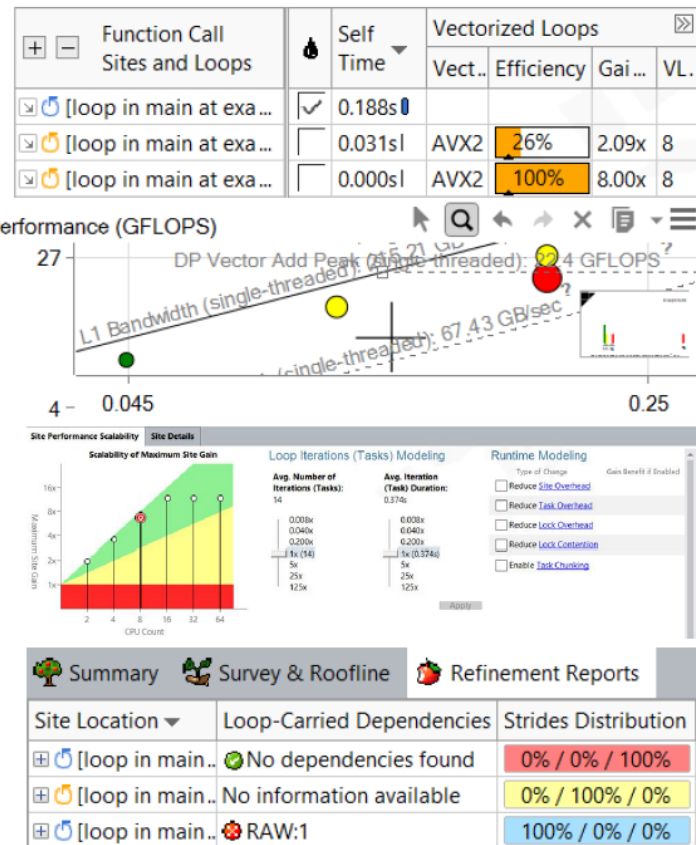 Function Call
Sites and Loops
Self
Time
Vectorized Loops
Vect..
Efficiency
Gai...
VL.
[loop in main at exa...
0.188s
[loop in main at exa...
0.031s
AVX2
26%
2.09x
8
[loop in main at exa...
0.000s
AVX2
100%
8.00x
8
erformance (GFLOPS)
27
DP Vector Add Peak (single-threaded): 22.4 GFLOPS
?
L1 Bandwidth (single-threaded): 215.21 GB
?
(single-threaded): 67.43 GB/sec
4
0.045
0.25
Site Performance Scalability
Site Details
Scalability of Maximum Site Gain
Maximum Site Gain
16x
8x
4x
2x
1x
2 4 8 16 32 64
CPU Count
Loop Iterations (Tasks) Modeling
Avg. Number of
Iterations (Tasks):
14
0.008x
0.040x
0.200x
1x (14)
5x
25x
125x
Avg. Iteration
(Task) Duration:
0.374s
0.008x
0.040x
0.200x
1x (0.374s)
5x
25x
125x
Apply
Runtime Modeling
Type of Change
Gain Benefit if Enabled
Reduce Site Overhead
Reduce Task Overhead
Reduce Lock Overhead
Reduce Lock Contention
Enable Task Chunking
Summary
Survey & Roofline
Refinement Reports
Site Location
Loop-Carried Dependencies
Strides Distribution
[loop in main..
No dependencies found
0% / 0% / 100%
[loop in main..
No information available
0% / 100% / 0%
[loop in main..
RAW:1
100% / 0% / 0%